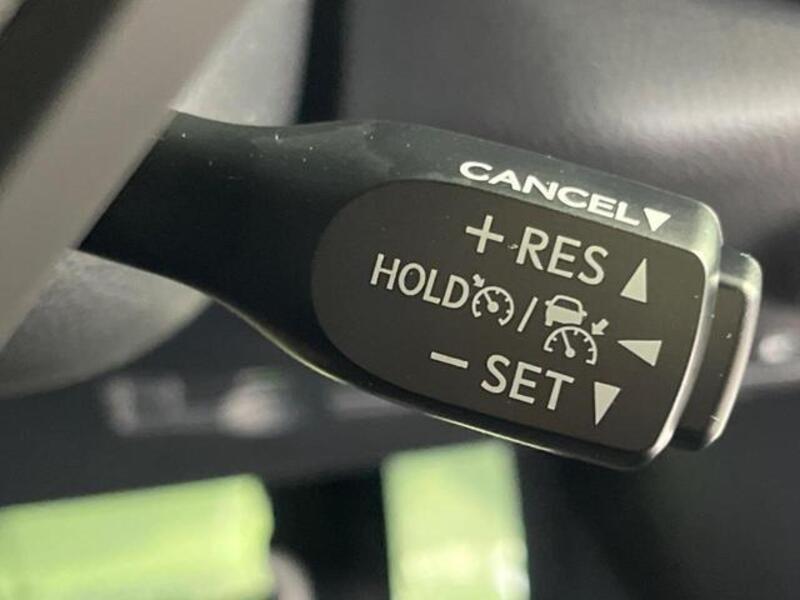 CANCEL▼
+RES ▲
HOLD / ◀
- SET ▼